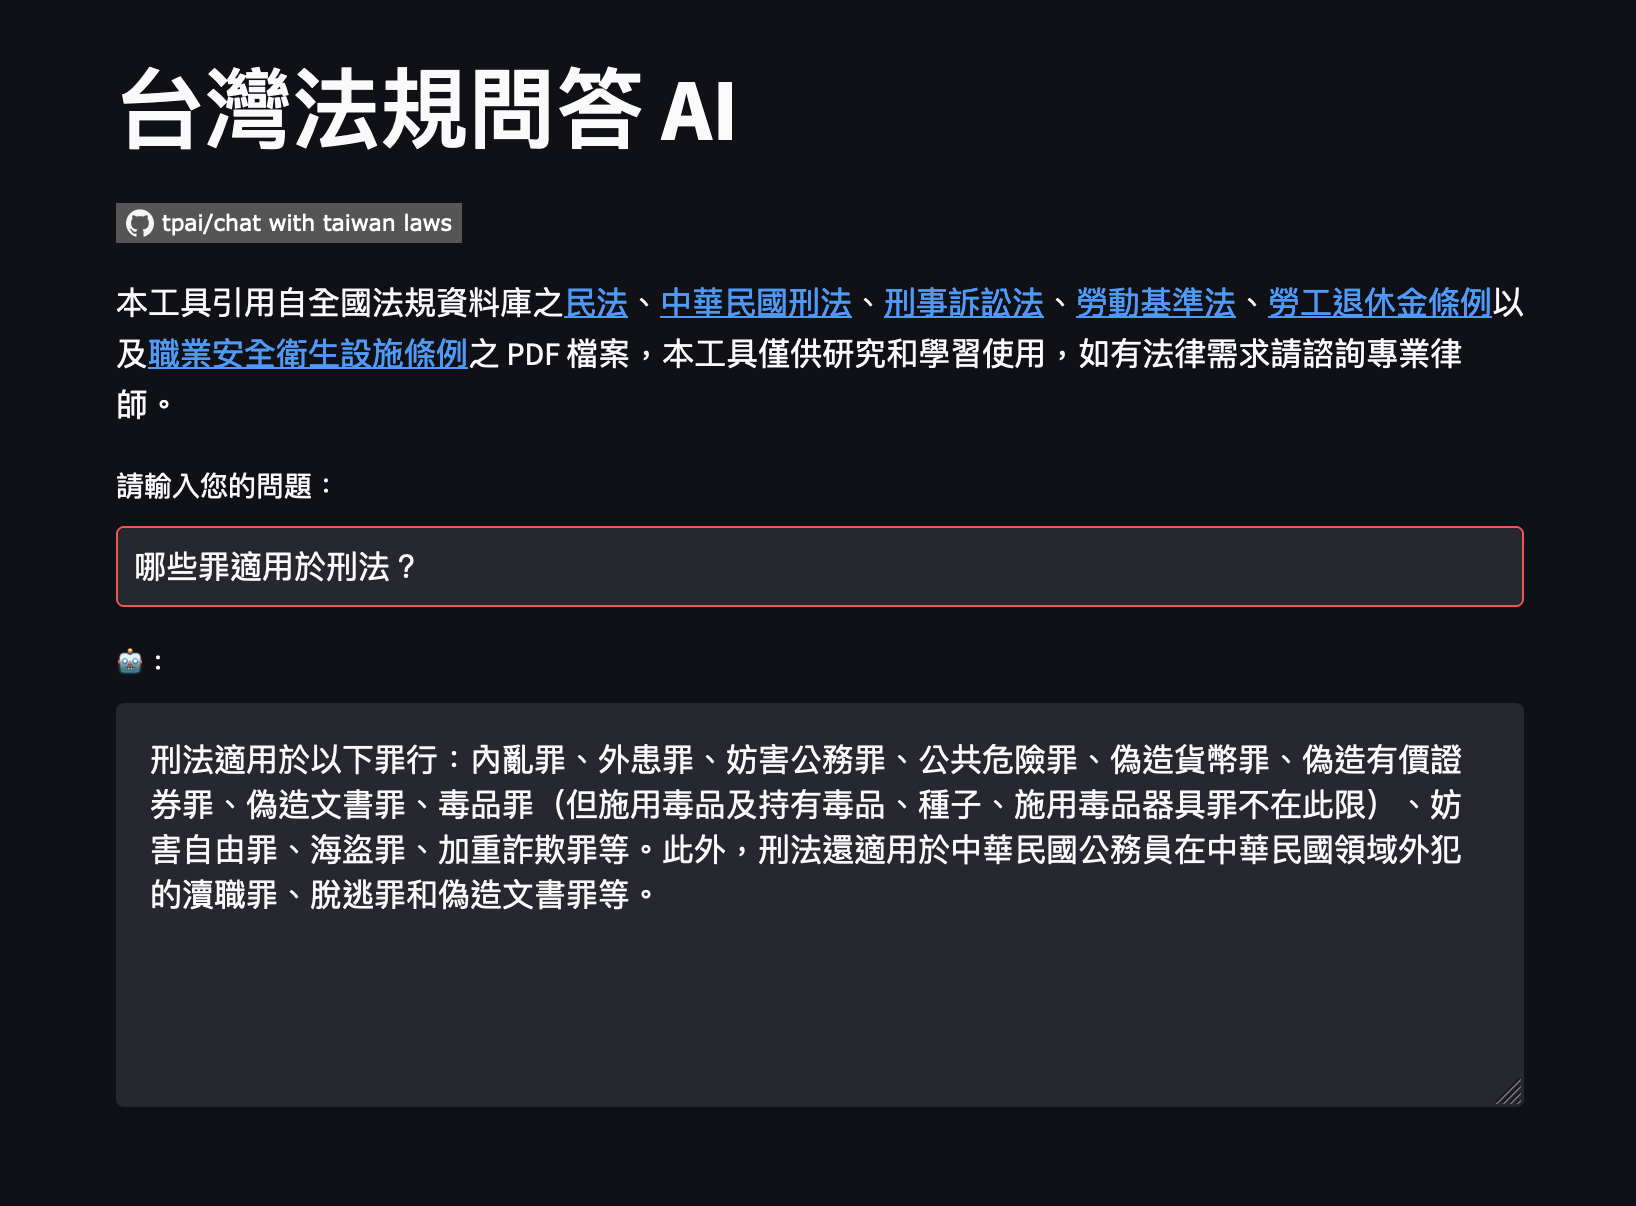 台灣法規問答 AI
tpai/chat with taiwan laws
本工具引用自全國法規資料庫之民法、中華民國刑法、刑事訴訟法、勞動基準法、勞工退休金條例以
及職業安全衛生設施條例之 PDF 檔案，本工具僅供研究和學習使用，如有法律需求請諮詢專業律
師。
請輸入您的問題：
哪些罪適用於刑法？
🤖：
刑法適用於以下罪行：內亂罪、外患罪、妨害公務罪、公共危險罪、偽造貨幣罪、偽造有價證
券罪、偽造文書罪、毒品罪（但施用毒品及持有毒品、種子、施用毒品器具罪不在此限）、妨
害自由罪、海盜罪、加重詐欺罪等。此外，刑法還適用於中華民國公務員在中華民國領域外犯
的瀆職罪、脫逃罪和偽造文書罪等。